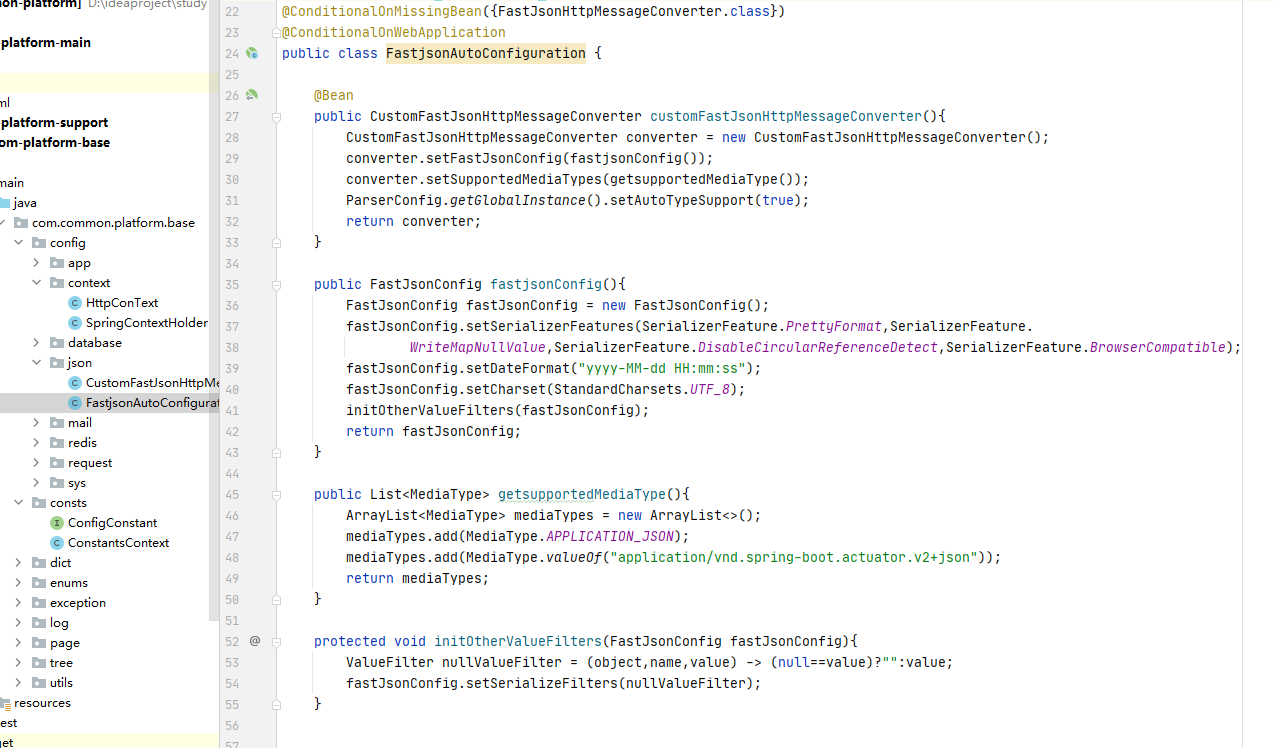 on-platform] D:\ideaproject\study
-platform-main
ml
-platform-support
om-platform-base
main
java
com.common.platform.base
config
app
context
HttpConText
SpringContextHolder
database
json
CustomFastJsonHttpMe
FastjsonAutoConfigurat
mail
redis
request
sys
consts
ConfigConstant
ConstantsContext
dict
enums
exception
log
page
tree
utils
resources
est
get
22 @ConditionalOnMissingBean({FastJsonHttpMessageConverter.class})
23 @ConditionalOnWebApplication
24 public class FastjsonAutoConfiguration {
25
26 @Bean
27 public CustomFastJsonHttpMessageConverter customFastJsonHttpMessageConverter(){
28 CustomFastJsonHttpMessageConverter converter = new CustomFastJsonHttpMessageConverter();
29 converter.setFastJsonConfig(fastjsonConfig());
30 converter.setSupportedMediaTypes(getsupportedMediaType());
31 ParserConfig.getGlobalInstance().setAutoTypeSupport(true);
32 return converter;
33 }
34
35 public FastJsonConfig fastjsonConfig(){
36 FastJsonConfig fastJsonConfig = new FastJsonConfig();
37 fastJsonConfig.setSerializerFeatures(SerializerFeature.PrettyFormat,SerializerFeature.
38 WriteMapNullValue,SerializerFeature.DisableCircularReferenceDetect,SerializerFeature.BrowserCompatible);
39 fastJsonConfig.setDateFormat("yyyy-MM-dd HH:mm:ss");
40 fastJsonConfig.setCharset(StandardCharsets.UTF_8);
41 initOtherValueFilters(fastJsonConfig);
42 return fastJsonConfig;
43 }
44
45 public List<MediaType> getsupportedMediaType(){
46 ArrayList<MediaType> mediaTypes = new ArrayList<>();
47 mediaTypes.add(MediaType.APPLICATION_JSON);
48 mediaTypes.add(MediaType.valueOf("application/vnd.spring-boot.actuator.v2+json"));
49 return mediaTypes;
50 }
51
52 @ protected void initOtherValueFilters(FastJsonConfig fastJsonConfig){
53 ValueFilter nullValueFilter = (object,name,value) -> (null==value)?"":value;
54 fastJsonConfig.setSerializeFilters(nullValueFilter);
55 }
56
57